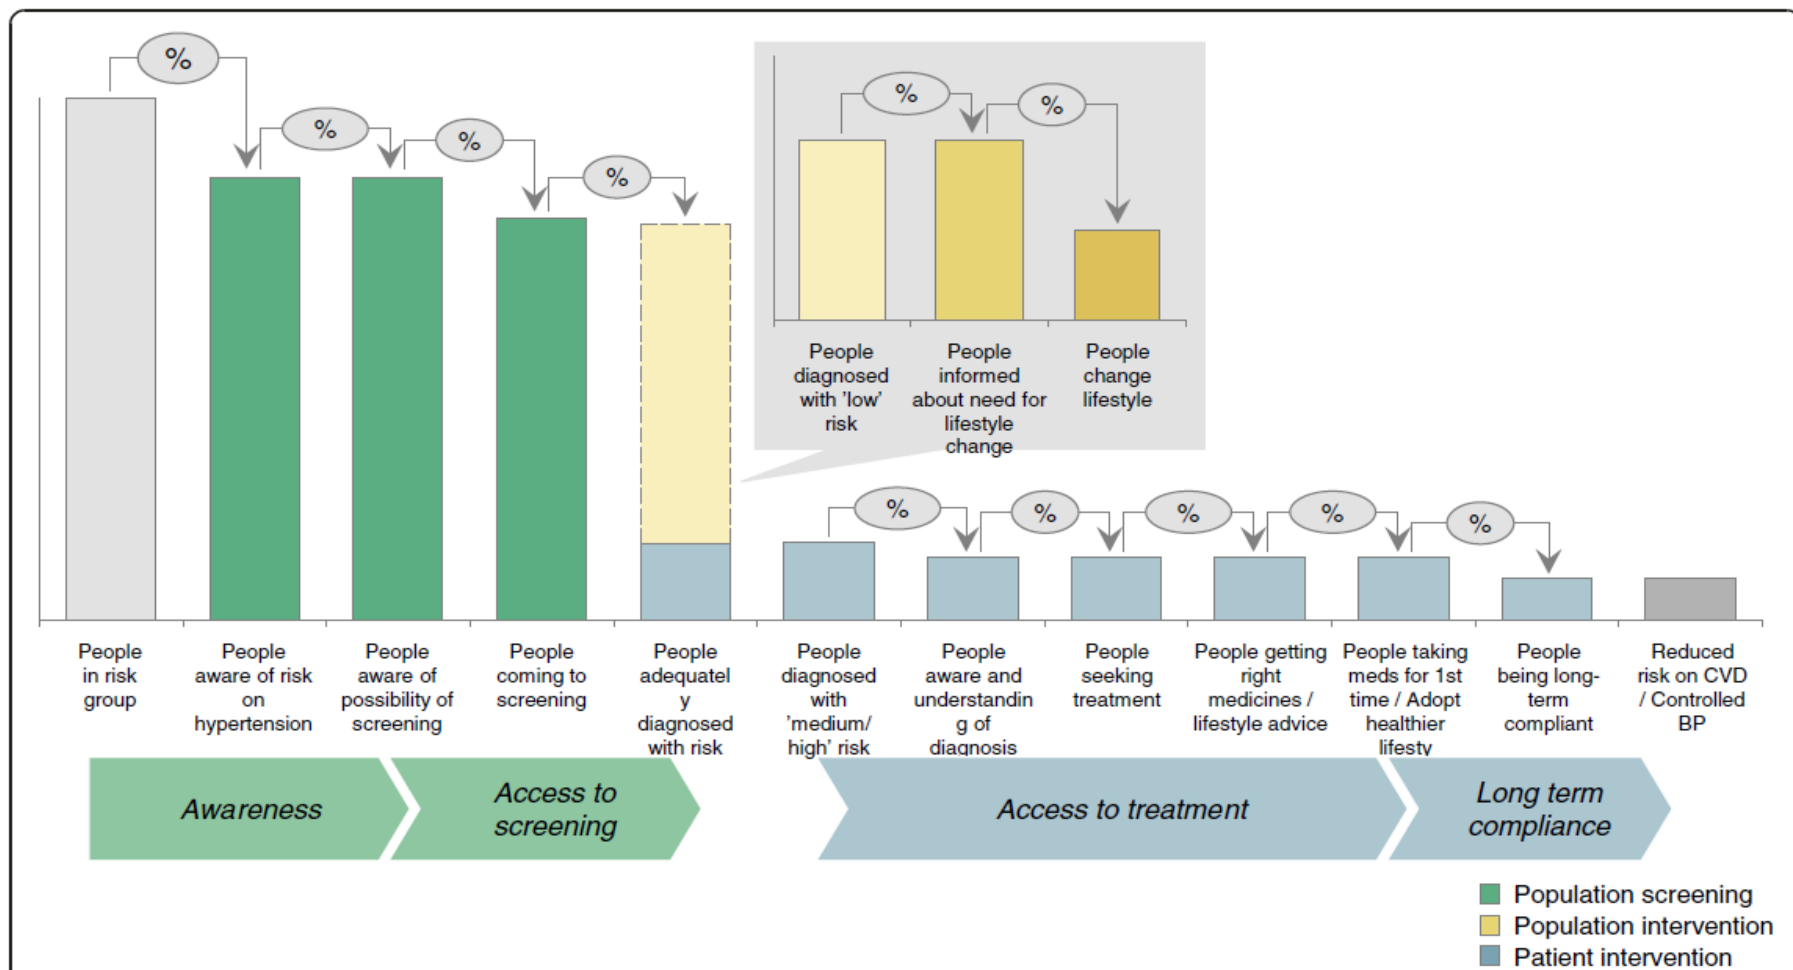 %
%
%
%
%
%
People
diagnosed
with 'low'
risk
People
informed
about need for
lifestyle
change
People
change
lifestyle
%
%
%
%
%
People
in risk
group
People
aware of risk
on
hypertension
People
aware of
possibility of
screening
People
coming to
screening
People
adequatel
y
diagnosed
with risk
People
diagnosed
with
'medium/
high' risk
People
aware and
understandin
g of
diagnosis
People
seeking
treatment
People getting
right
medicines /
lifestyle advice
People taking
meds for 1st
time / Adopt
healthier
lifesty
People
being long-
term
compliant
Reduced
risk on CVD
/ Controlled
BP
Awareness
Access to
screening
Access to treatment
Long term
compliance
Population screening
Population intervention
Patient intervention